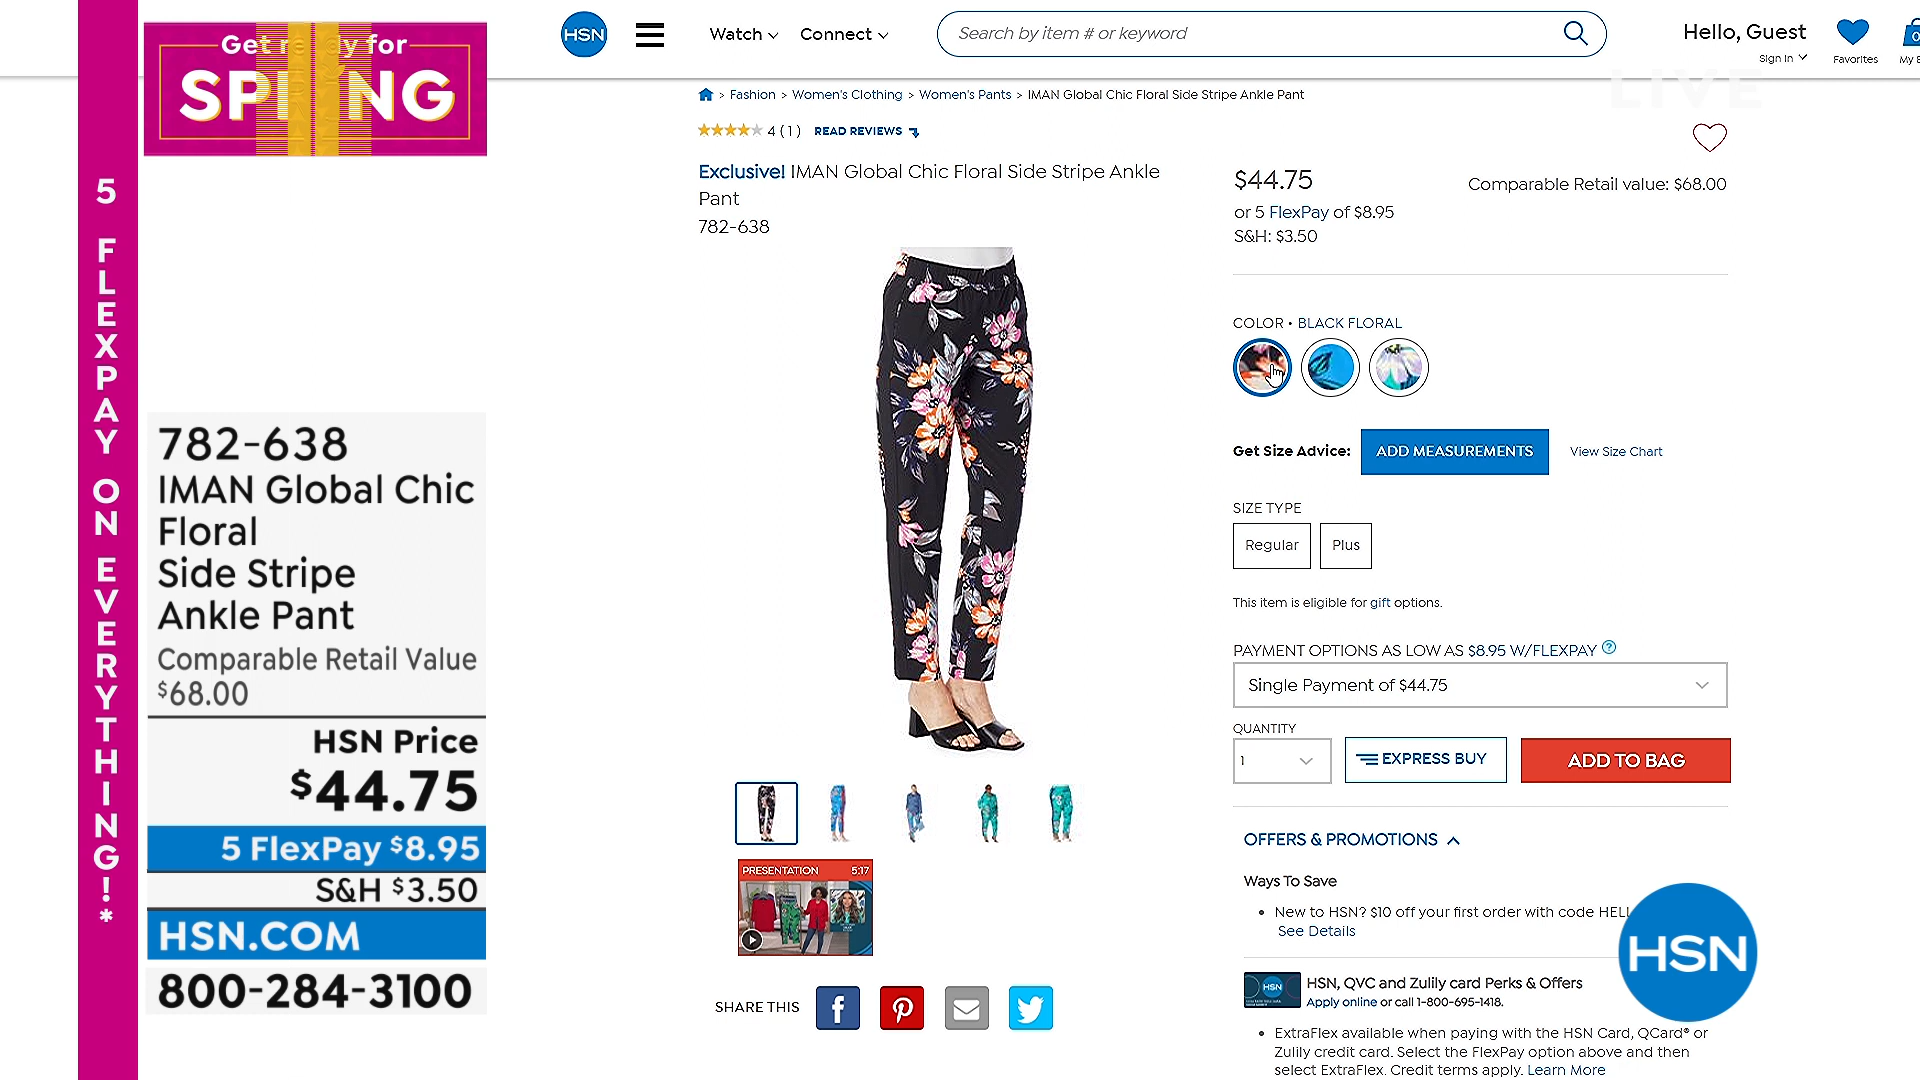 Get ready for
SPRING
5 FLEXPAY ON EVERYTHING!*
782-638
IMAN Global Chic
Floral
Side Stripe
Ankle Pant
Comparable Retail Value
$68.00
HSN Price
$44.75
5 FlexPay $8.95
S&H $3.50
HSN.COM
800-284-3100
HSN
Watch
Connect
Search by item # or keyword
Hello, Guest
Sign In
Favorites
My
0
LIVE
> Fashion > Women's Clothing > Women's Pants > IMAN Global Chic Floral Side Stripe Ankle Pant
4 (1) READ REVIEWS
Exclusive! IMAN Global Chic Floral Side Stripe Ankle
Pant
782-638
PRESENTATION 5:17
SHARE THIS
$44.75
Comparable Retail value: $68.00
or 5 FlexPay of $8.95
S&H: $3.50
COLOR • BLACK FLORAL
Get Size Advice: ADD MEASUREMENTS View Size Chart
SIZE TYPE
Regular Plus
This item is eligible for gift options.
PAYMENT OPTIONS AS LOW AS $8.95 W/FLEXPAY ?
Single Payment of $44.75
QUANTITY
1 EXPRESS BUY ADD TO BAG
OFFERS & PROMOTIONS
Ways To Save
• New to HSN? $10 off your first order with code HELL
See Details
HSN
HSN, QVC and Zulily card Perks & Offers
Apply online or call 1-800-695-1418.
• ExtraFlex available when paying with the HSN Card, QCard® or
Zulily credit card. Select the FlexPay option above and then
select ExtraFlex. Credit terms apply. Learn More
HSN